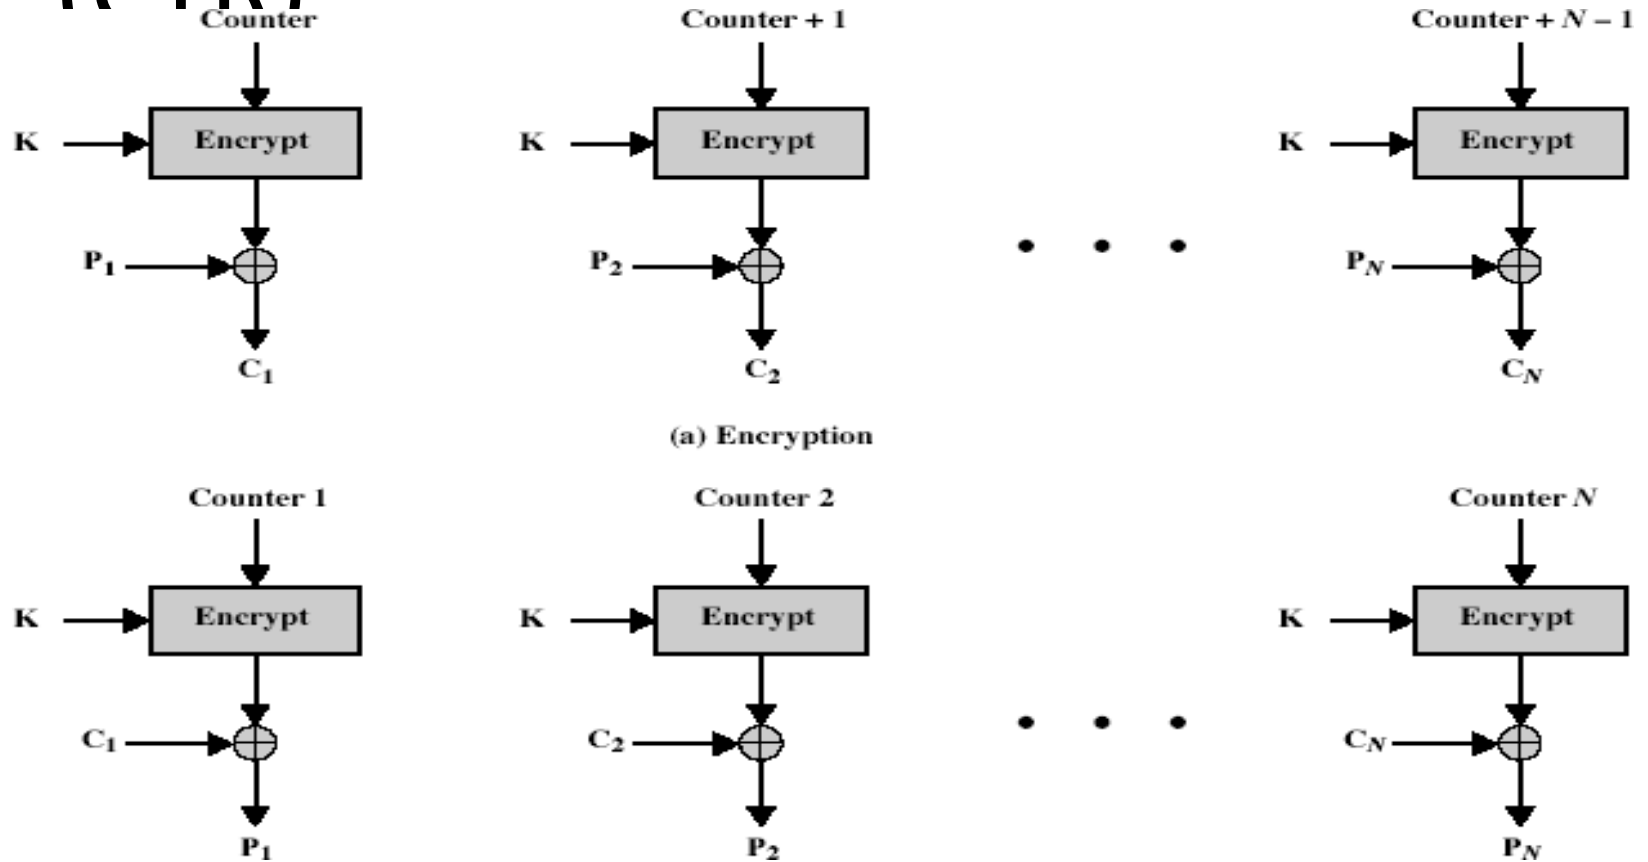 Counter Counter + 1 Counter + N – 1
K Encrypt K Encrypt K Encrypt
P1 P2 PN
C1 C2 CN
(a) Encryption
Counter 1 Counter 2 Counter N
K Encrypt K Encrypt K Encrypt
C1 C2 CN
P1 P2 PN